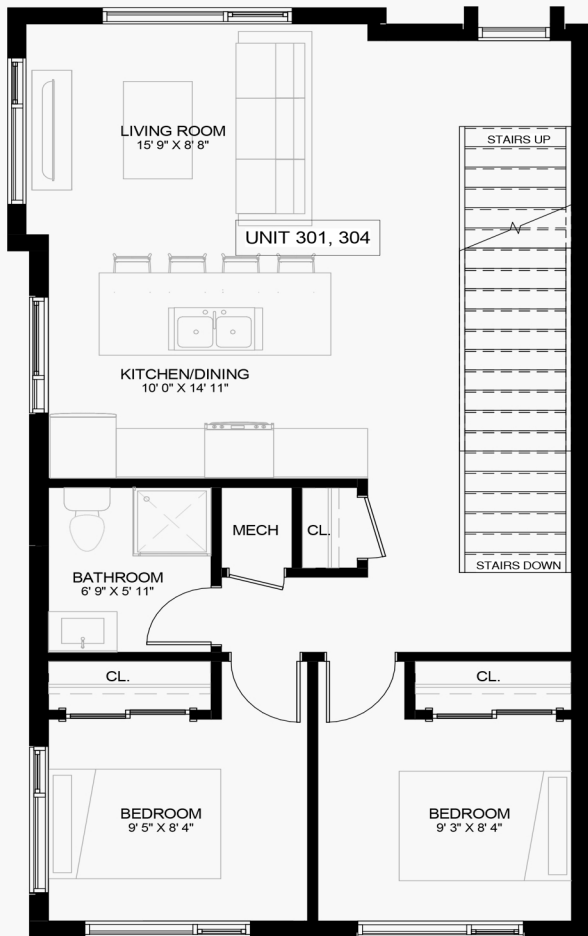 LIVING ROOM
15' 9" X 8' 8"
STAIRS UP
UNIT 301, 304
KITCHEN/DINING
10' 0" X 14' 11"
MECH
CL.
STAIRS DOWN
BATHROOM
6' 9" X 5' 11"
CL.
CL.
BEDROOM
9' 5" X 8' 4"
BEDROOM
9' 3" X 8' 4"